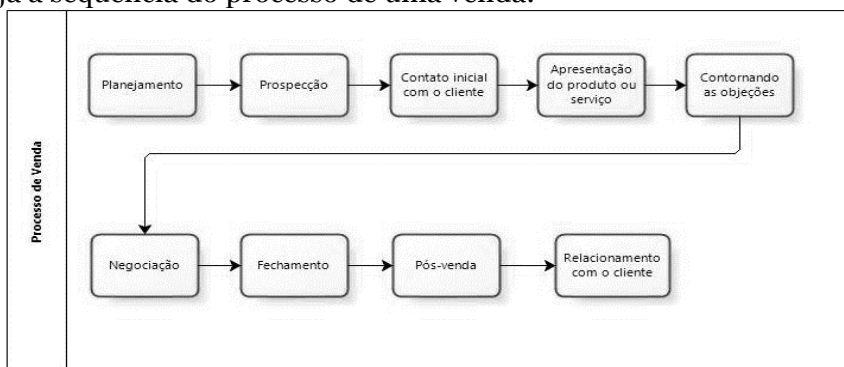 a sequência do processo de uma venda.
Processo de Venda
Planejamento
Prospecção
Contato inicial
com o cliente
Apresentação
do produto ou
serviço
Contornando
as objeções
Negociação
Fechamento
Pós-venda
Relacionamento
com o cliente